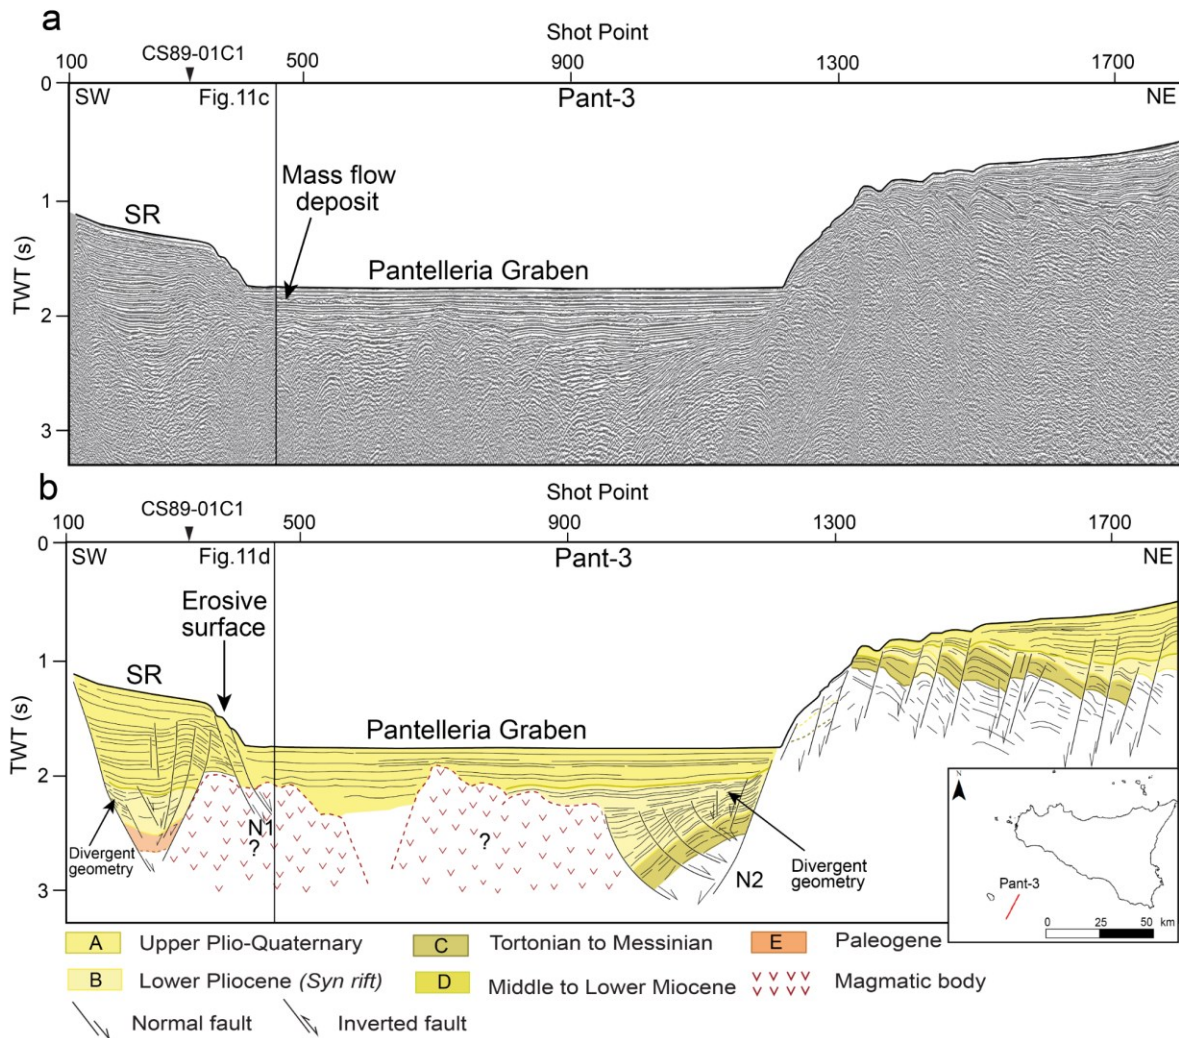 a
Shot Point
CS89-01C1
100 500 900 1300 1700
0
SW Fig.11c Pant-3 NE
Mass flow
deposit
1
SR
TWT (s)
Pantelleria Graben
2
3
b
Shot Point
CS89-01C1
100 500 900 1300 1700
0
SW Fig.11d Pant-3 NE
Erosive
surface
1
SR
TWT (s)
Pantelleria Graben
2
N1
?
?
Divergent
geometry
Divergent
geometry
N2
3
N
Pant-3
0 25 50 km
A Upper Plio-Quaternary
C Tortonian to Messinian
E Paleogene
B Lower Pliocene (Syn rift)
D Middle to Lower Miocene
Magmatic body
Normal fault
Inverted fault